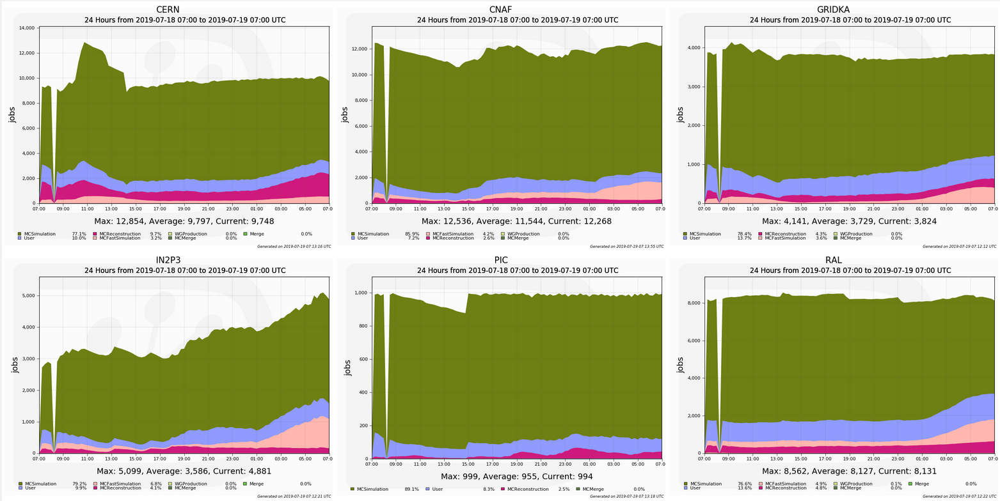 CERN
24 Hours from 2019-07-18 07:00 to 2019-07-19 07:00 UTC
14,000
12,000
10,000
8,000
6,000
4,000
2,000
0
jobs
07:00 09:00 11:00 13:00 15:00 17:00 19:00 21:00 23:00 01:00 03:00 05:00 07:0
Max: 12,854, Average: 9,797, Current: 9,748
MCSimulation 77.1% MCReconstruction 9.7% WGProduction 0.0% Merge 0.0%
User 10.0% MCFastSimulation 3.2% MCMerge 0.0%
Generated on 2019-07-19 07:13:16 UTC
CNAF
24 Hours from 2019-07-18 07:00 to 2019-07-19 07:00 UTC
12,000
10,000
8,000
6,000
4,000
2,000
0
jobs
07:00 09:00 11:00 13:00 15:00 17:00 19:00 21:00 23:00 01:00 03:00 05:00 07:0
Max: 12,536, Average: 11,544, Current: 12,268
MCSimulation 85.9% MCFastSimulation 4.2% WGProduction 0.0%
User 7.2% MCReconstruction 2.6% MCMerge 0.0%
Generated on 2019-07-19 07:13:55 UTC
GRIDKA
24 Hours from 2019-07-18 07:00 to 2019-07-19 07:00 UTC
4,000
3,000
2,000
1,000
0
jobs
07:00 09:00 11:00 13:00 15:00 17:00 19:00 21:00 23:00 01:00 03:00 05:00 07:0
Max: 4,141, Average: 3,729, Current: 3,824
MCSimulation 78.4% MCReconstruction 4.3% WGProduction 0.0%
User 13.7% MCFastSimulation 3.6% MCMerge 0.0%
Generated on 2019-07-19 07:12:12 UTC
IN2P3
24 Hours from 2019-07-18 07:00 to 2019-07-19 07:00 UTC
5,000
4,000
3,000
2,000
1,000
0
jobs
07:00 09:00 11:00 13:00 15:00 17:00 19:00 21:00 23:00 01:00 03:00 05:00 07:0
Max: 5,099, Average: 3,586, Current: 4,881
MCSimulation 79.2% MCFastSimulation 6.8% WGProduction 0.0% Merge 0.0%
User 9.9% MCReconstruction 4.1% MCMerge 0.0%
Generated on 2019-07-19 07:12:21 UTC
PIC
24 Hours from 2019-07-18 07:00 to 2019-07-19 07:00 UTC
1,000
800
600
400
200
0
jobs
07:00 09:00 11:00 13:00 15:00 17:00 19:00 21:00 23:00 01:00 03:00 05:00 07:0
Max: 999, Average: 955, Current: 994
MCSimulation 89.1% User 8.3% MCReconstruction 2.5% MCMerge 0.0%
Generated on 2019-07-19 07:13:18 UTC
RAL
24 Hours from 2019-07-18 07:00 to 2019-07-19 07:00 UTC
8,000
6,000
4,000
2,000
0
jobs
07:00 09:00 11:00 13:00 15:00 17:00 19:00 21:00 23:00 01:00 03:00 05:00 07:0
Max: 8,562, Average: 8,127, Current: 8,131
MCSimulation 76.6% MCFastSimulation 4.9% WGProduction 0.1% Merge 0.0%
User 13.6% MCReconstruction 4.8% MCMerge 0.0%
Generated on 2019-07-19 07:12:22 UTC